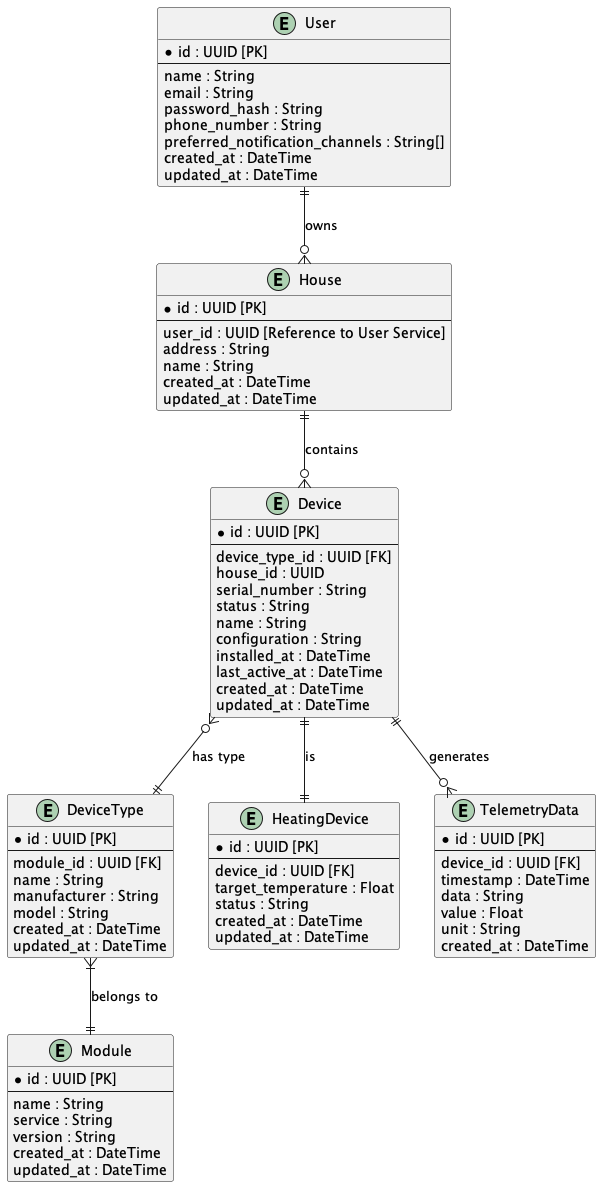 E User
* id : UUID [PK]
name : String
email : String
password_hash : String
phone_number : String
preferred_notification_channels : String[]
created_at : DateTime
updated_at : DateTime
owns
E House
* id : UUID [PK]
user_id : UUID [Reference to User Service]
address : String
name : String
created_at : DateTime
updated_at : DateTime
contains
E Device
* id : UUID [PK]
device_type_id : UUID [FK]
house_id : UUID
serial_number : String
status : String
name : String
configuration : String
installed_at : DateTime
last_active_at : DateTime
created_at : DateTime
updated_at : DateTime
has type
is
generates
E DeviceType
* id : UUID [PK]
module_id : UUID [FK]
name : String
manufacturer : String
model : String
created_at : DateTime
updated_at : DateTime
E HeatingDevice
* id : UUID [PK]
device_id : UUID [FK]
target_temperature : Float
status : String
created_at : DateTime
updated_at : DateTime
E TelemetryData
* id : UUID [PK]
device_id : UUID [FK]
timestamp : DateTime
data : String
value : Float
unit : String
created_at : DateTime
belongs to
E Module
* id : UUID [PK]
name : String
service : String
version : String
created_at : DateTime
updated_at : DateTime